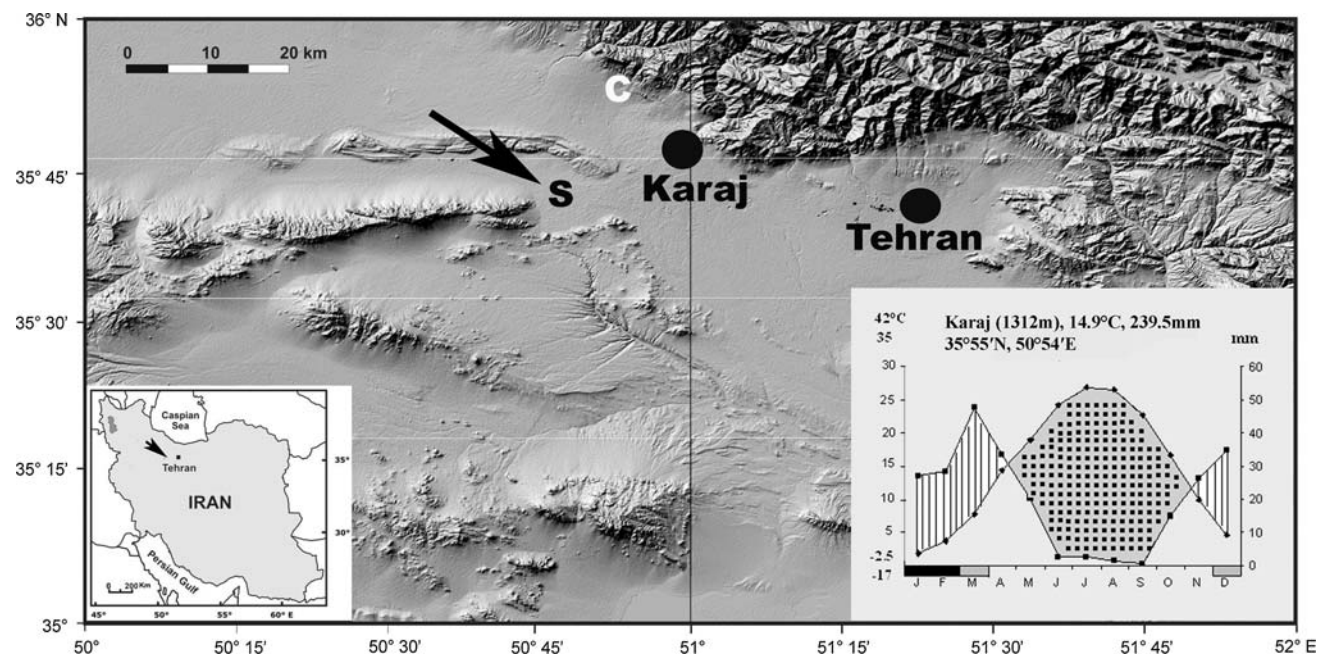 36° N
0 10 20 km
C
S
Karaj
Tehran
35° 45'
35° 30'
35° 15'
35°
50° 50° 15' 50° 30' 50° 45' 51° 51° 15' 51° 30' 51° 45' 52° E
Caspian
Sea
Tehran
IRAN
Persian Gulf
0 200 Km
35°
30°
45° 50° 55° 60° E
Karaj (1312m), 14.9°C, 239.5mm
35°55′N, 50°54′E
42°C
35
30
25
20
15
10
5
-2.5
-17
mm
60
50
40
30
20
10
0
J F M A M J J A S O N D